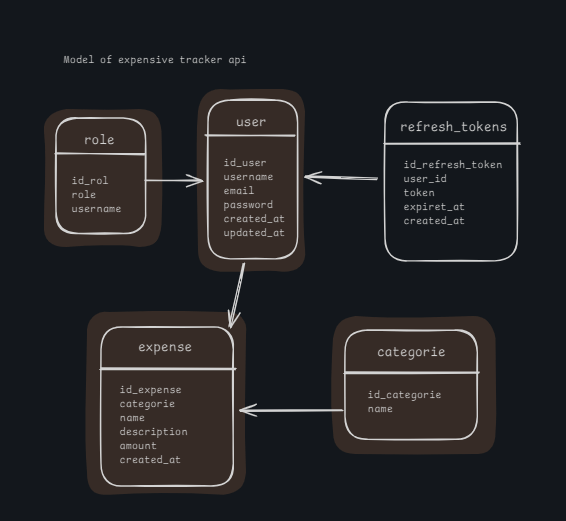 Model of expensive tracker api
role
id_rol
role
username
user
id_user
username
email
password
created_at
updated_at
refresh_tokens
id_refresh_token
user_id
token
expiret_at
created_at
expense
id_expense
categorie
name
description
amount
created_at
categorie
id_categorie
name